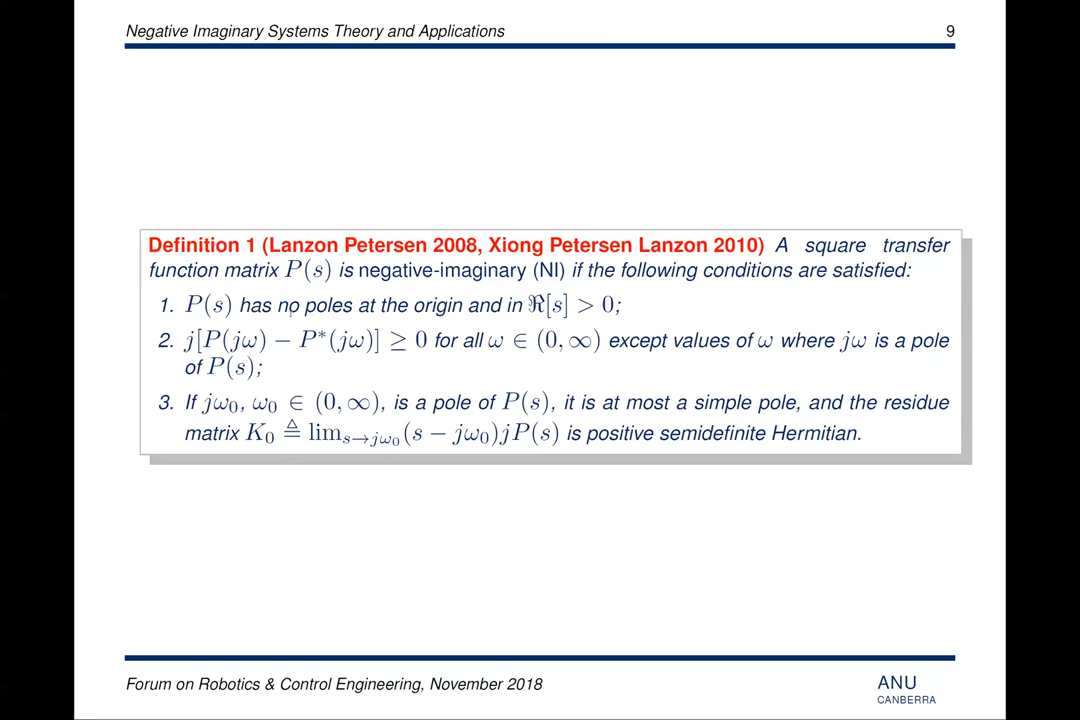 Negative Imaginary Systems Theory and Applications 9
Definition 1 (Lanzon Petersen 2008, Xiong Petersen Lanzon 2010) A square transfer
function matrix P(s) is negative-imaginary (NI) if the following conditions are satisfied:
1. P(s) has no poles at the origin and in ℜ[s] > 0;
2. j[P(jω) − P*(jω)] ≥ 0 for all ω ∈ (0, ∞) except values of ω where jω is a pole
of P(s);
3. If jω₀, ω₀ ∈ (0, ∞), is a pole of P(s), it is at most a simple pole, and the residue
matrix K₀ ≜ lim_{s→jω₀}(s − jω₀)jP(s) is positive semidefinite Hermitian.
Forum on Robotics & Control Engineering, November 2018
ANU
CANBERRA